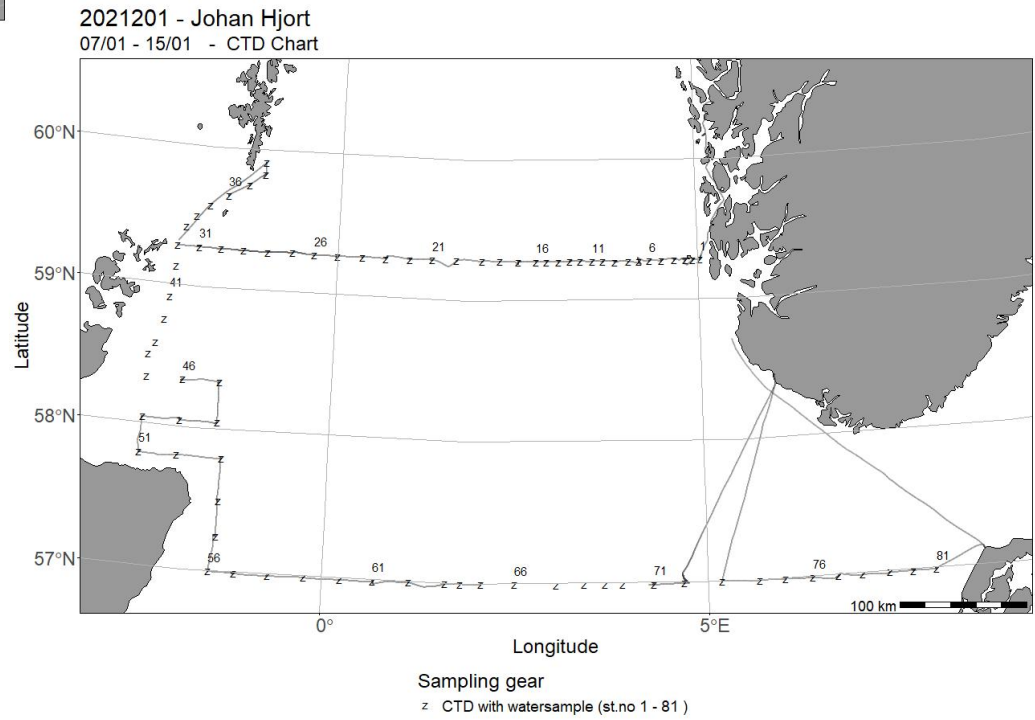 2021201 - Johan Hjort
07/01 - 15/01 - CTD Chart
60°N
59°N
58°N
57°N
Latitude
36
31
26
21
16
11
6
1
41
46
51
56
61
66
71
76
81
100 km
0°
5°E
Longitude
Sampling gear
z CTD with watersample (st.no 1 - 81 )